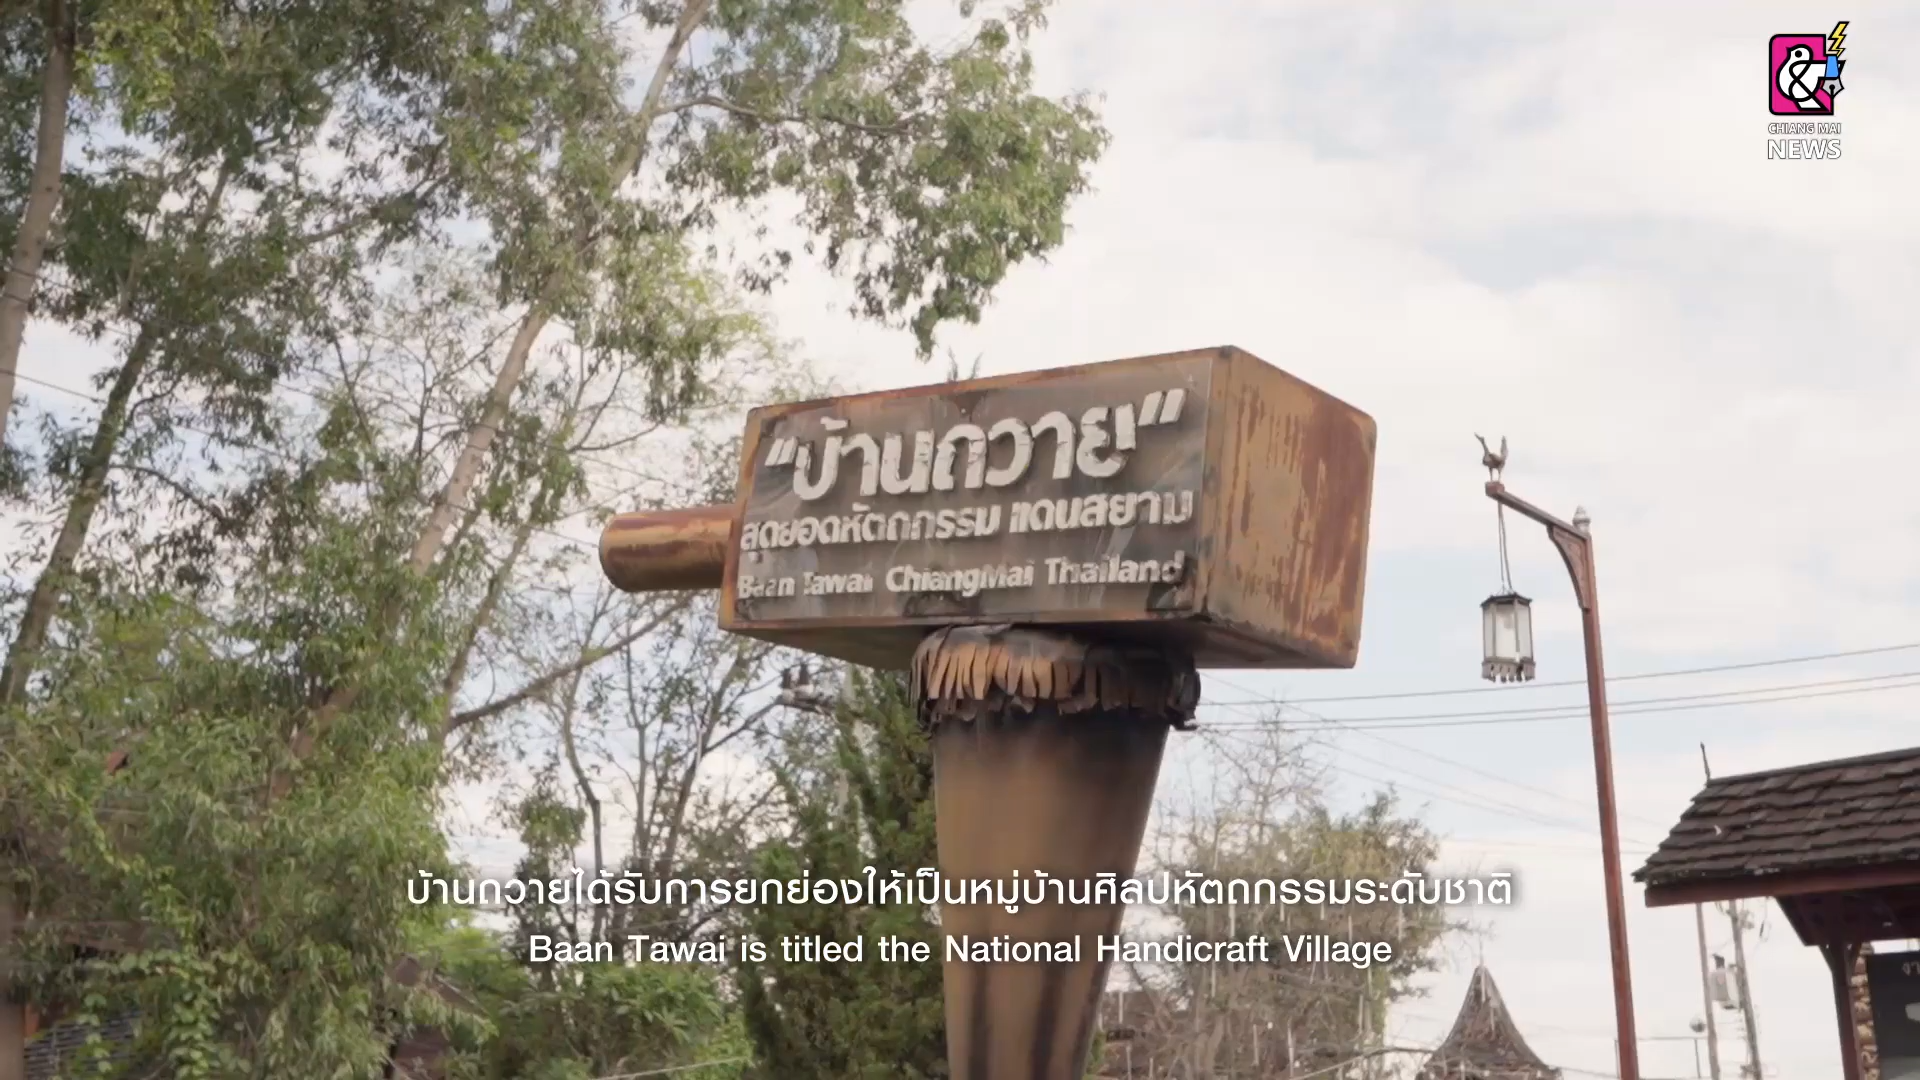 CHIANG MAI
NEWS
"บ้านถวาย"
สุดยอดหัตถกรรม แดนสยาม
Baan Tawai ChiangMai Thailand
บ้านถวายได้รับการยกย่องให้เป็นหมู่บ้านศิลปหัตถกรรมระดับชาติ
Baan Tawai is titled the National Handicraft Village